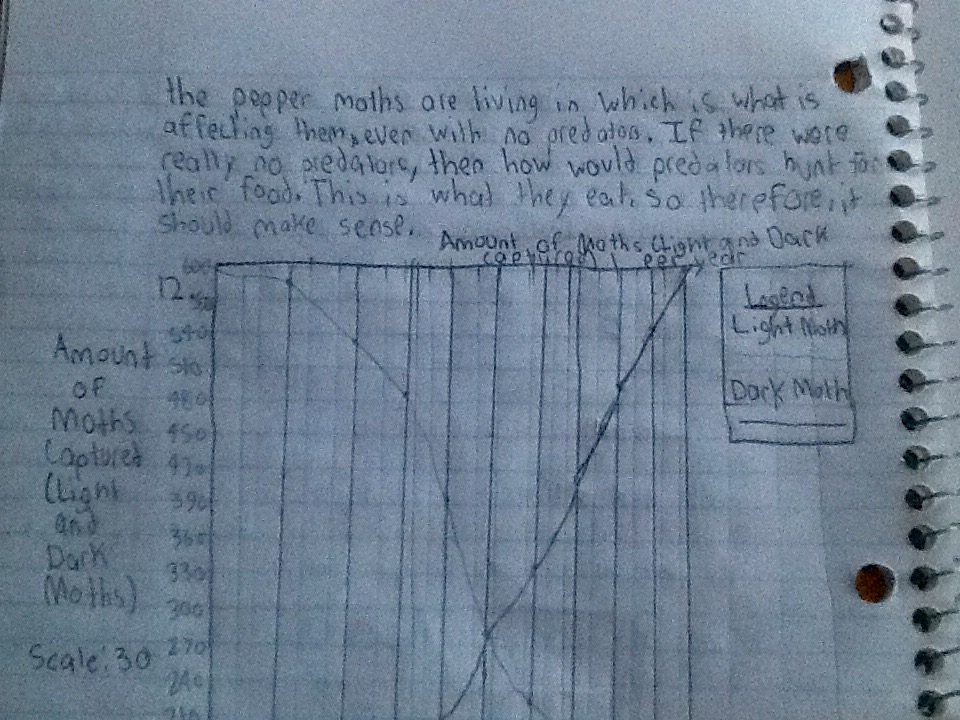 the pepper moths are living in which is what is
affecting them, even with no predators. If there were
really no predators, then how would predators hunt for
their food. This is what they eat. so therefore, it
should make sense.
Amount of Moths (Light and Dark
captured per year
12
600
540
510
480
450
Amount
of
Moths
Captured
(Light
and
Dark
Moths)
390
360
330
300
270
240
Scale: 30
Legend
Light Moth
Dark Moth